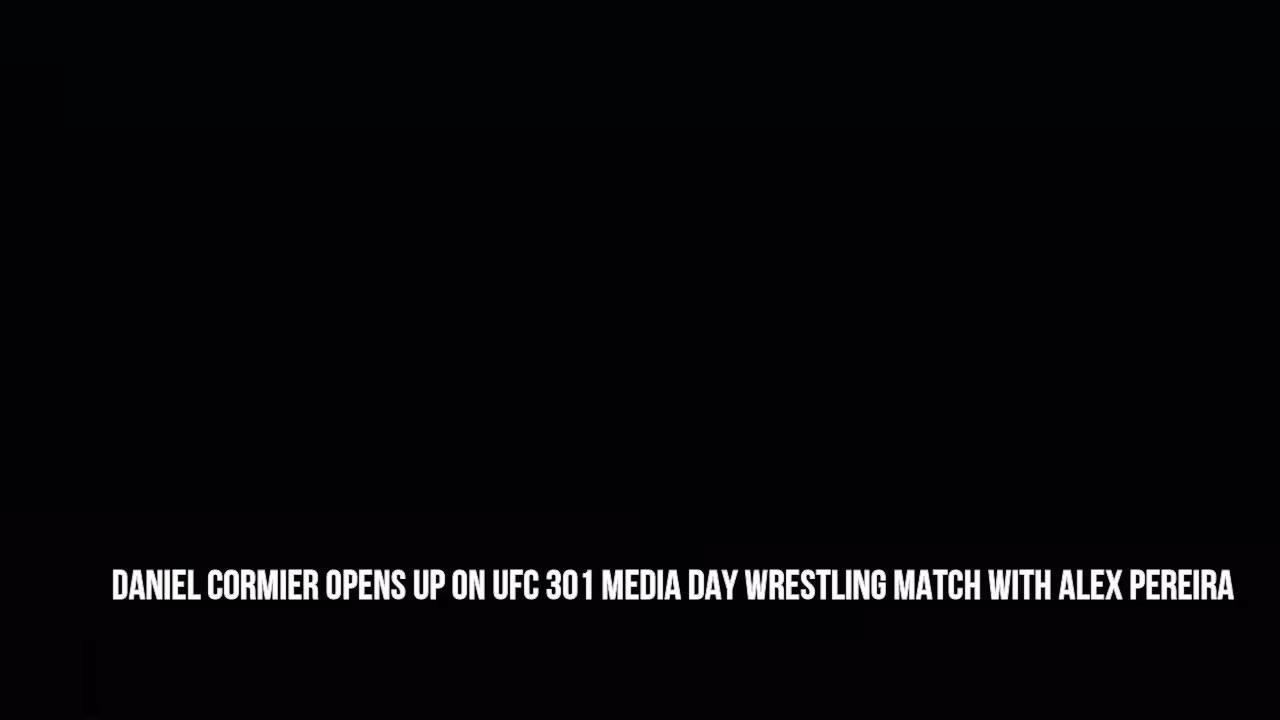 DANIEL CORMIER OPENS UP ON UFC 301 MEDIA DAY WRESTLING MATCH WITH ALEX PEREIRA